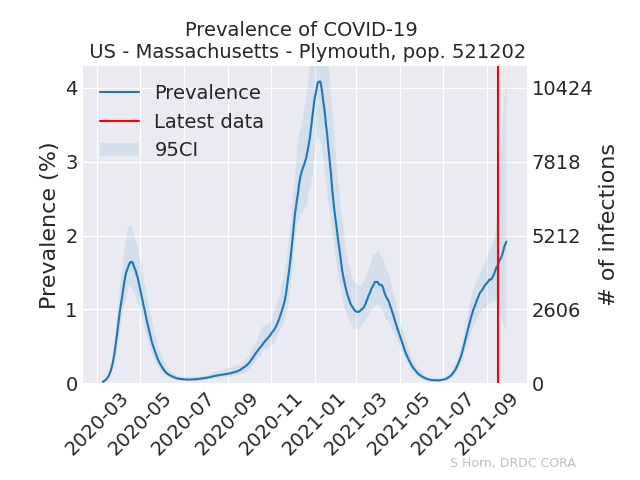 Prevalence of COVID-19
US - Massachusetts - Plymouth, pop. 521202
Prevalence
Latest data
95CI
Prevalence (%)
4
3
2
1
0
10424
7818
5212
2606
0
# of infections
2020-03
2020-05
2020-07
2020-09
2020-11
2021-01
2021-03
2021-05
2021-07
2021-09
S Horn, DRDC CORA